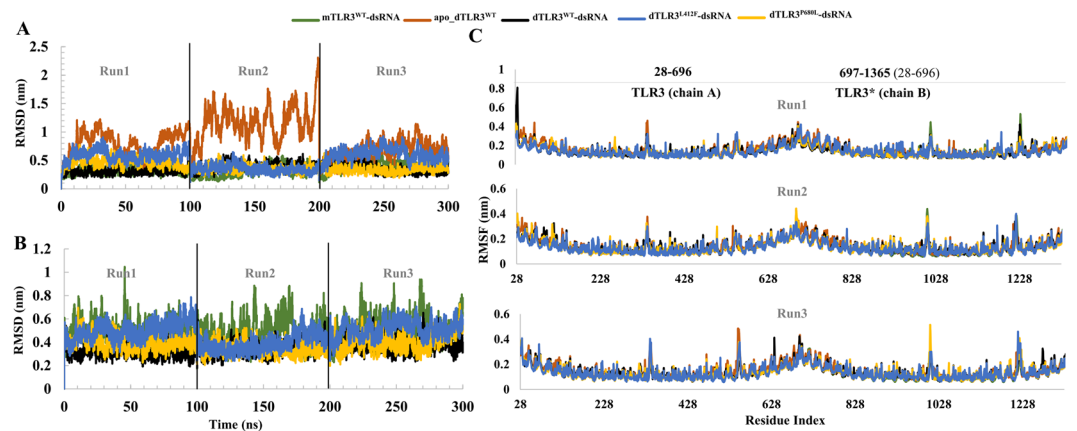 mTLR3WT-dsRNA apo_dTLR3WT dTLR3WT-dsRNA dTLR3L412F-dsRNA dTLR3P680L-dsRNA
A
RMSD (nm)
2.5
2
1.5
1
0.5
0
Run1 Run2 Run3
0 50 100 150 200 250 300
B
RMSD (nm)
1.2
1
0.8
0.6
0.4
0.2
0
Run1 Run2 Run3
0 50 100 150 200 250 300
Time (ns)
C
28-696 697-1365 (28-696)
TLR3 (chain A) TLR3* (chain B)
Run1
1
0.8
0.6
0.4
0.2
0
Run2
0.6
0.4
0.2
0
28 228 428 628 828 1028 1228
RMSF (nm)
Run3
0.6
0.4
0.2
0
28 228 428 628 828 1028 1228
Residue Index